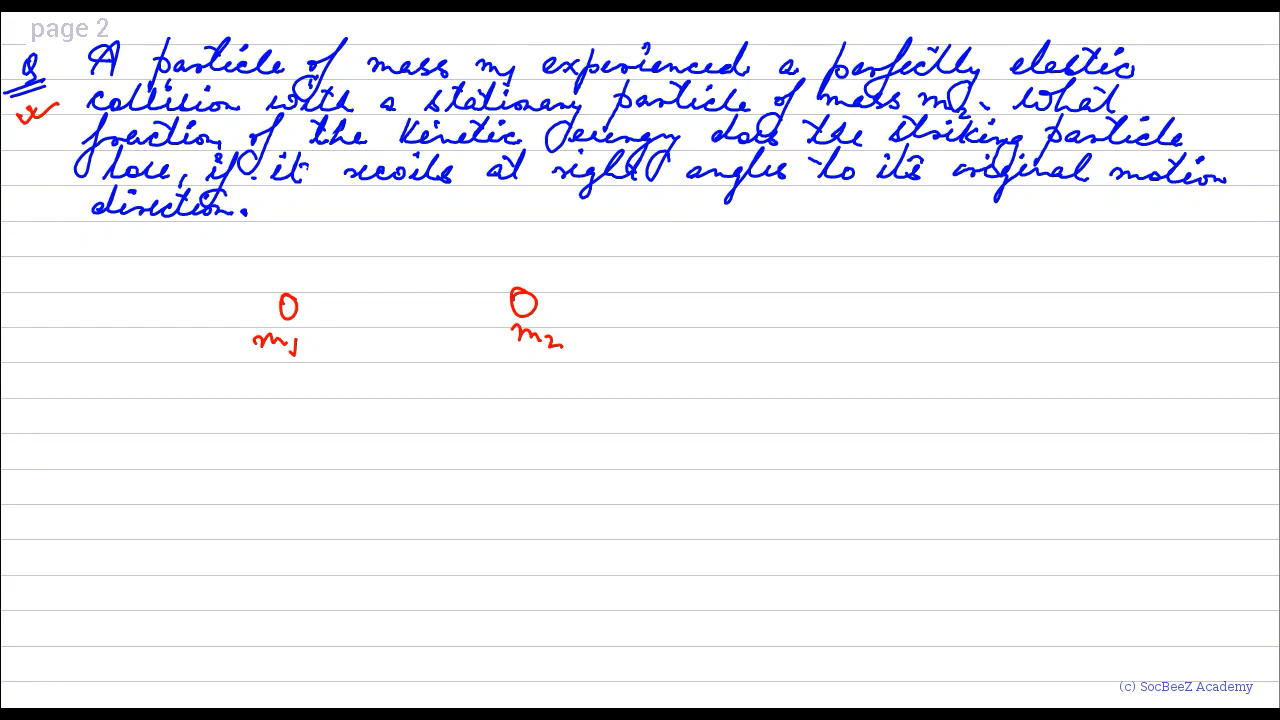 page 2
Q A particle of mass m1 experienced a perfectly elastic
collision with a stationary particle of mass m2. What
fraction of the kinetic energy does the striking particle
lose, if it recoils at right angles to its original motion
direction.
m1 m2
(c) SocBeeZ Academy